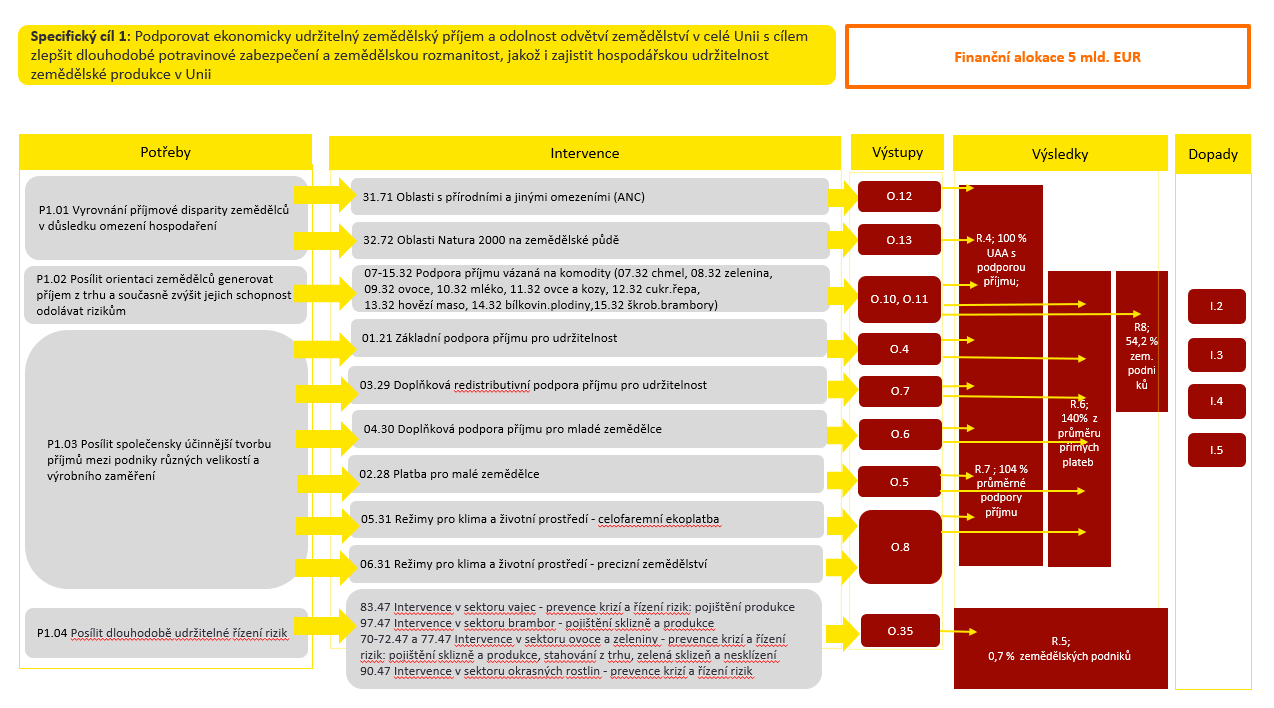 Specifický cíl 1: Podporovat ekonomicky udržitelný zemědělský příjem a odolnost odvětví zemědělství v celé Unii s cílem
zlepšit dlouhodobé potravinové zabezpečení a zemědělskou rozmanitost, jakož i zajistit hospodářskou udržitelnost
zemědělské produkce v Unii
Finanční alokace 5 mld. EUR
Potřeby
Intervence
Výstupy
Výsledky
Dopady
P1.01 Vyrovnání příjmové disparity zemědělců
v důsledku omezení hospodaření
P1.02 Posílit orientaci zemědělců generovat
příjem z trhu a současně zvýšit jejich schopnost
odolávat rizikům
P1.03 Posílit společensky účinnější tvorbu
příjmů mezi podniky různých velikostí a
výrobního zaměření
P1.04 Posílit dlouhodobě udržitelné řízení rizik
31.71 Oblasti s přírodními a jinými omezeními (ANC)
32.72 Oblasti Natura 2000 na zemědělské půdě
07-15.32 Podpora příjmu vázaná na komodity (07.32 chmel, 08.32 zelenina,
09.32 ovoce, 10.32 mléko, 11.32 ovce a kozy, 12.32 cukr.řepa,
13.32 hovězí maso, 14.32 bílkovin.plodiny,15.32 škrob.brambory)
01.21 Základní podpora příjmu pro udržitelnost
03.29 Doplňková redistributivní podpora příjmu pro udržitelnost
04.30 Doplňková podpora příjmu pro mladé zemědělce
02.28 Platba pro malé zemědělce
05.31 Režimy pro klima a životní prostředí - celofaremní ekoplatba
06.31 Režimy pro klima a životní prostředí - precizní zemědělství
83.47 Intervence v sektoru vajec - prevence krizí a řízení rizik: pojištění produkce
97.47 Intervence v sektoru brambor - pojištění sklizně a produkce
70-72.47 a 77.47 Intervence v sektoru ovoce a zeleniny - prevence krizí a řízení
rizik: pojištění sklizně a produkce, stahování z trhu, zelená sklizeň a nesklízení
90.47 Intervence v sektoru okrasných rostlin - prevence krizí a řízení rizik
O.12
O.13
O.10, O.11
O.4
O.7
O.6
O.5
O.8
O.35
R.4; 100 %
UAA s
podporou
příjmu;
R.7 ; 104 %
průměrné
podpory
příjmu
R.6;
140% z
průměru
přímých
plateb
R8;
54,2 %
zem.
podni
ků
R.5;
0,7 % zemědělských podniků
I.2
I.3
I.4
I.5